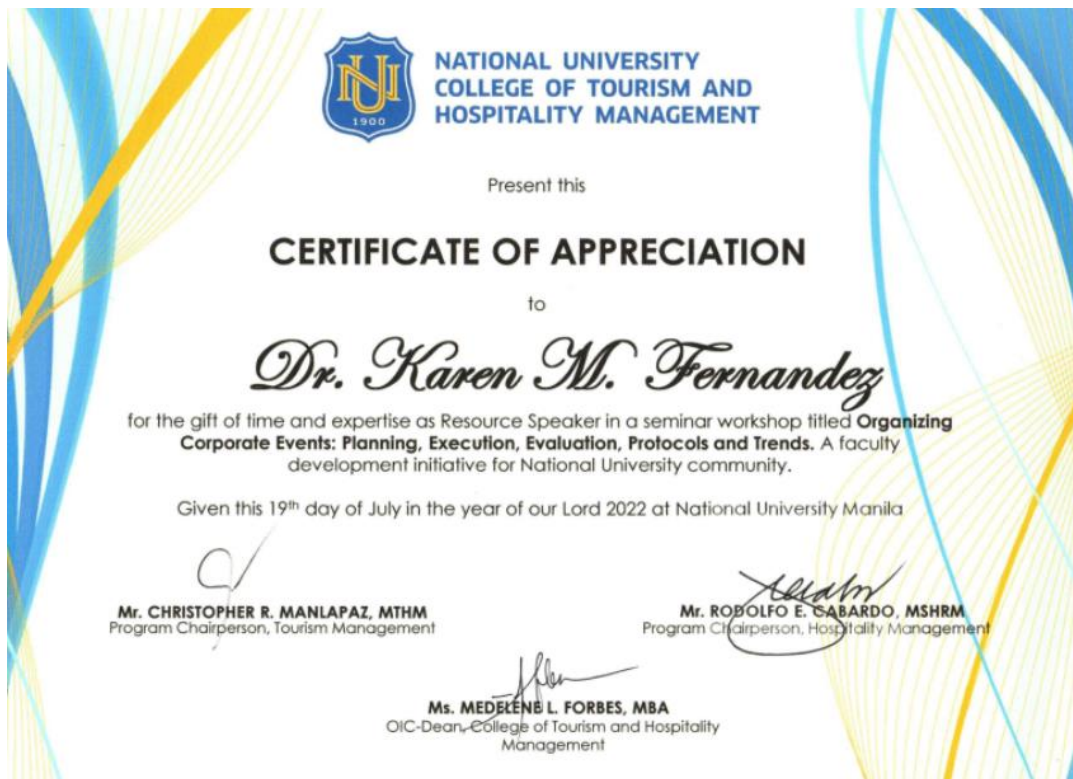 NU
1900
NATIONAL UNIVERSITY
COLLEGE OF TOURISM AND
HOSPITALITY MANAGEMENT
Present this
CERTIFICATE OF APPRECIATION
to
Dr. Karen M. Fernandez
for the gift of time and expertise as Resource Speaker in a seminar workshop titled Organizing
Corporate Events: Planning, Execution, Evaluation, Protocols and Trends. A faculty
development initiative for National University community.
Given this 19th day of July in the year of our Lord 2022 at National University Manila
Mr. CHRISTOPHER R. MANLAPAZ, MTHM
Program Chairperson, Tourism Management
Mr. RODOLFO E. GABARDO, MSHRM
Program Chairperson, Hospitality Management
Ms. MEDELENE L. FORBES, MBA
OIC-Dean, College of Tourism and Hospitality
Management